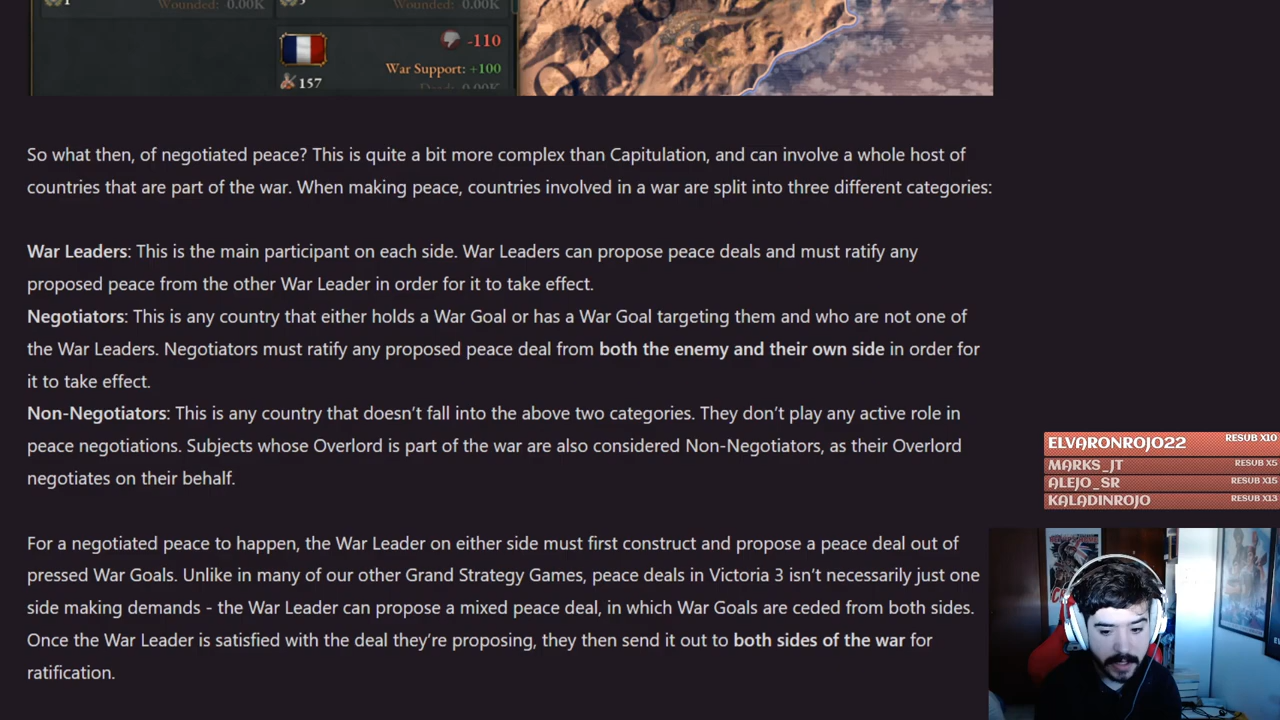 Wounded: 0.00K
Wounded: 0.00K
-110
War Support: +100
157
So what then, of negotiated peace? This is quite a bit more complex than Capitulation, and can involve a whole host of
countries that are part of the war. When making peace, countries involved in a war are split into three different categories:
War Leaders: This is the main participant on each side. War Leaders can propose peace deals and must ratify any
proposed peace from the other War Leader in order for it to take effect.
Negotiators: This is any country that either holds a War Goal or has a War Goal targeting them and who are not one of
the War Leaders. Negotiators must ratify any proposed peace deal from both the enemy and their own side in order for
it to take effect.
Non-Negotiators: This is any country that doesn’t fall into the above two categories. They don’t play any active role in
peace negotiations. Subjects whose Overlord is part of the war are also considered Non-Negotiators, as their Overlord
negotiates on their behalf.
For a negotiated peace to happen, the War Leader on either side must first construct and propose a peace deal out of
pressed War Goals. Unlike in many of our other Grand Strategy Games, peace deals in Victoria 3 isn’t necessarily just one
side making demands - the War Leader can propose a mixed peace deal, in which War Goals are ceded from both sides.
Once the War Leader is satisfied with the deal they’re proposing, they then send it out to both sides of the war for
ratification.
ELVARONROJO22 RESUB X10
MARKS_JT RESUB X5
ALEJO_SR RESUB X15
KALADINROJO RESUB X13